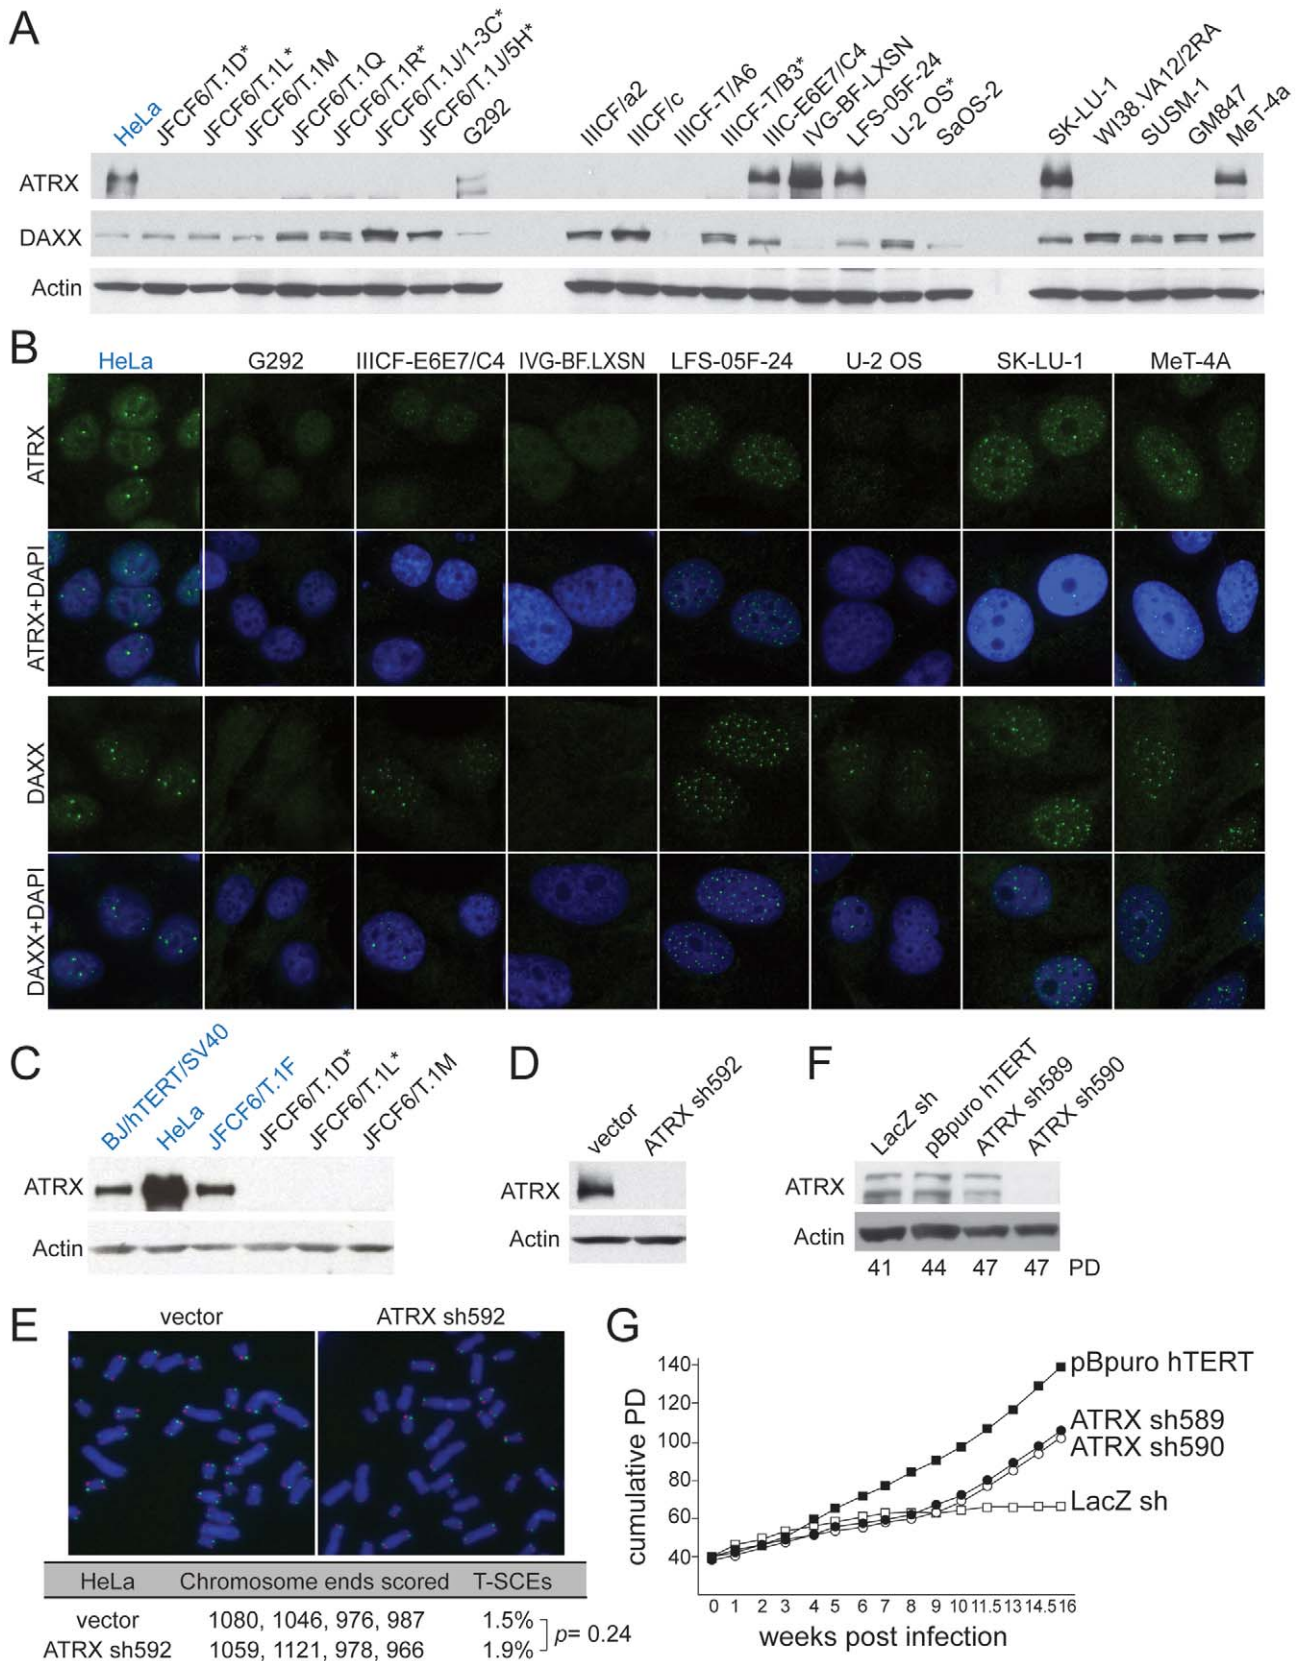 A
HeLa
JFCF6/T.1D*
JFCF6/T.1L*
JFCF6/T.1M
JFCF6/T.1Q
JFCF6/T.1R*
JFCF6/T.1J/1-3C*
JFCF6/T.1J/5H*
G292
IIICF/a2
IIICF/c
IIICF-T/A6
IIICF-T/B3*
IIIC-E6E7/C4
IVG-BF-LXSN
LFS-05F-24
U-2 OS*
SaOS-2
SK-LU-1
WI38.VA12/2RA
SUSM-1
GM847
MeT-4a
ATRX
DAXX
Actin
B
HeLa G292 IIICF-E6E7/C4 IVG-BF.LXSN LFS-05F-24 U-2 OS SK-LU-1 MeT-4A
ATRX
ATRX+DAPI
DAXX
DAXX+DAPI
C
BJ/hTERT/SV40
HeLa
JFCF6/T.1F
JFCF6/T.1D*
JFCF6/T.1L*
JFCF6/T.1M
ATRX
Actin
D
vector
ATRX sh592
ATRX
Actin
F
LacZ sh
pBpuro hTERT
ATRX sh589
ATRX sh590
ATRX
Actin
41 44 47 47 PD
E
vector ATRX sh592
HeLa Chromosome ends scored T-SCEs
vector 1080, 1046, 976, 987 1.5%
ATRX sh592 1059, 1121, 978, 966 1.9%
p= 0.24
G
cumulative PD
140
120
100
80
60
40
pBpuro hTERT
ATRX sh589
ATRX sh590
LacZ sh
0 1 2 3 4 5 6 7 8 9 10 11.5 13 14.5 16
weeks post infection